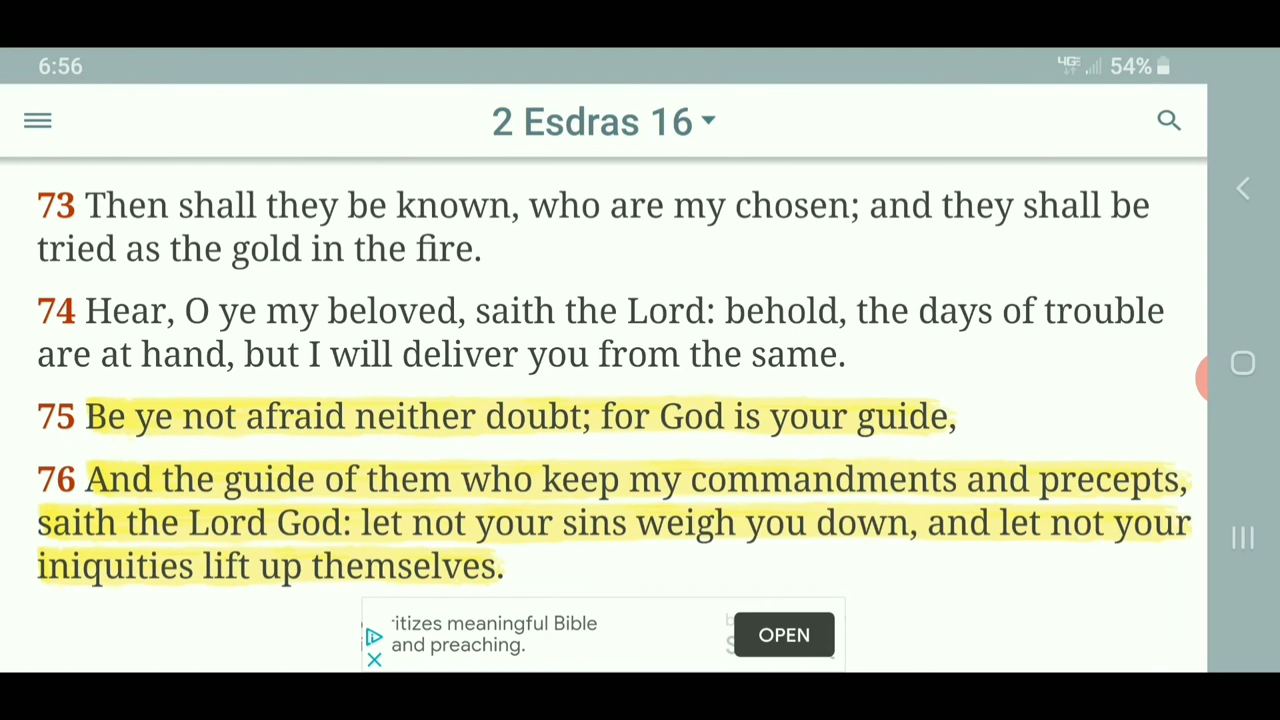 6:56
4GE 54%
2 Esdras 16
73 Then shall they be known, who are my chosen; and they shall be
tried as the gold in the fire.
74 Hear, O ye my beloved, saith the Lord: behold, the days of trouble
are at hand, but I will deliver you from the same.
75 Be ye not afraid neither doubt; for God is your guide,
76 And the guide of them who keep my commandments and precepts,
saith the Lord God: let not your sins weigh you down, and let not your
iniquities lift up themselves.
ritizes meaningful Bible
and preaching.
OPEN